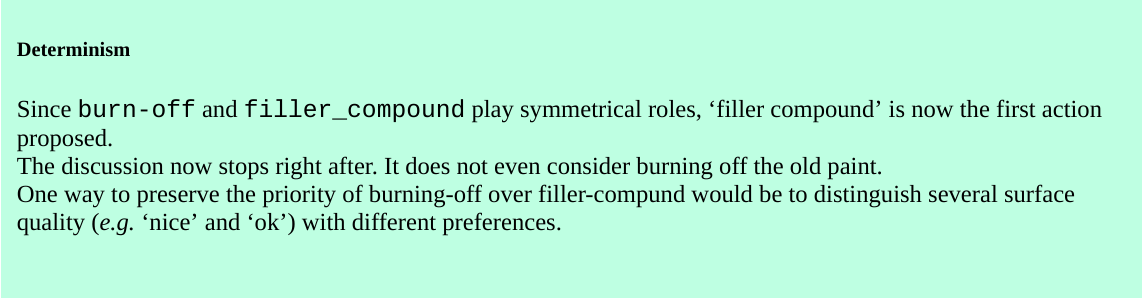 Determinism
Since burn-off and filler_compound play symmetrical roles, ‘filler compound’ is now the first action
proposed.
The discussion now stops right after. It does not even consider burning off the old paint.
One way to preserve the priority of burning-off over filler-compund would be to distinguish several surface
quality (e.g. ‘nice’ and ‘ok’) with different preferences.